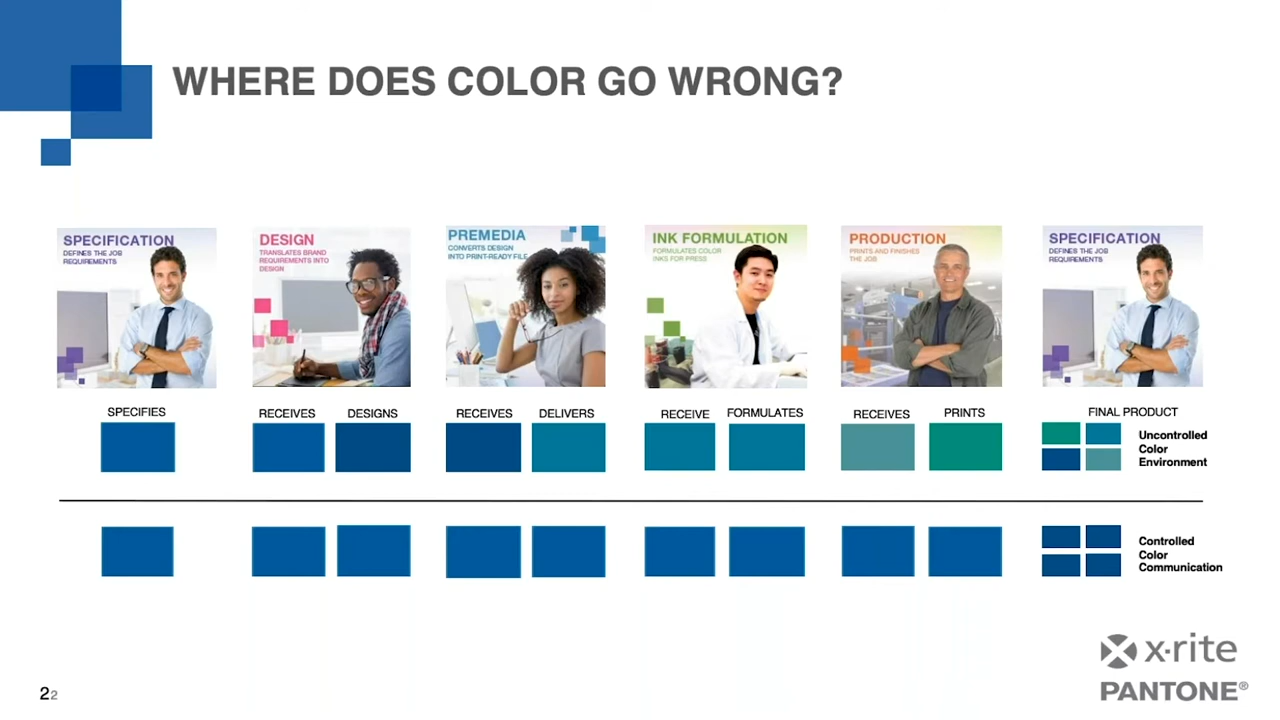 WHERE DOES COLOR GO WRONG?
SPECIFICATION
DEFINES THE JOB
REQUIREMENTS
DESIGN
TRANSLATES BRAND
REQUIREMENTS INTO
DESIGN
PREMEDIA
CONVERTS DESIGN
INTO PRINT-READY FILE
INK FORMULATION
FORMULATES COLOR
INKS FOR PRESS
PRODUCTION
PRINTS AND FINISHES
THE JOB
SPECIFICATION
DEFINES THE JOB
REQUIREMENTS
SPECIFIES
RECEIVES DESIGNS
RECEIVES DELIVERS
RECEIVE FORMULATES
RECEIVES PRINTS
FINAL PRODUCT
Uncontrolled
Color
Environment
Controlled
Color
Communication
x·rite
PANTONE®
22